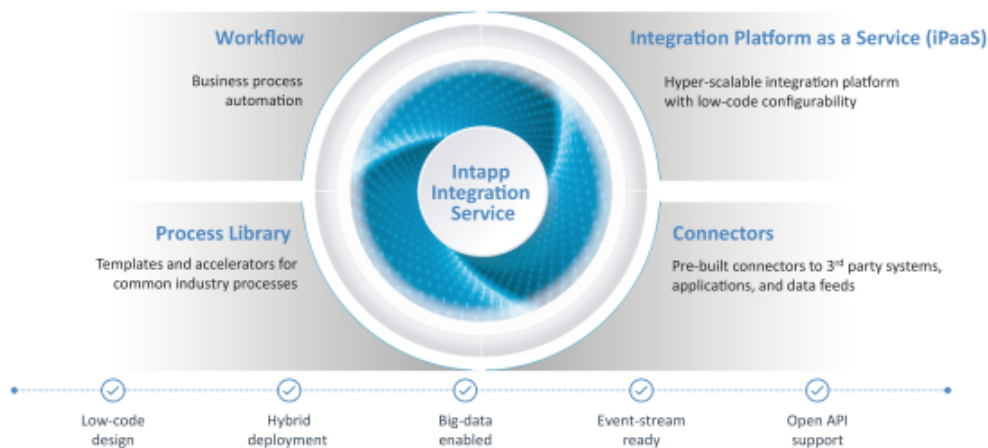 Workflow
Business process
automation
Integration Platform as a Service (iPaaS)
Hyper-scalable integration platform
with low-code configurability
Intapp
Integration
Service
Process Library
Templates and accelerators for
common industry processes
Connectors
Pre-built connectors to 3rd party systems,
applications, and data feeds
Low-code
design
Hybrid
deployment
Big-data
enabled
Event-stream
ready
Open API
support